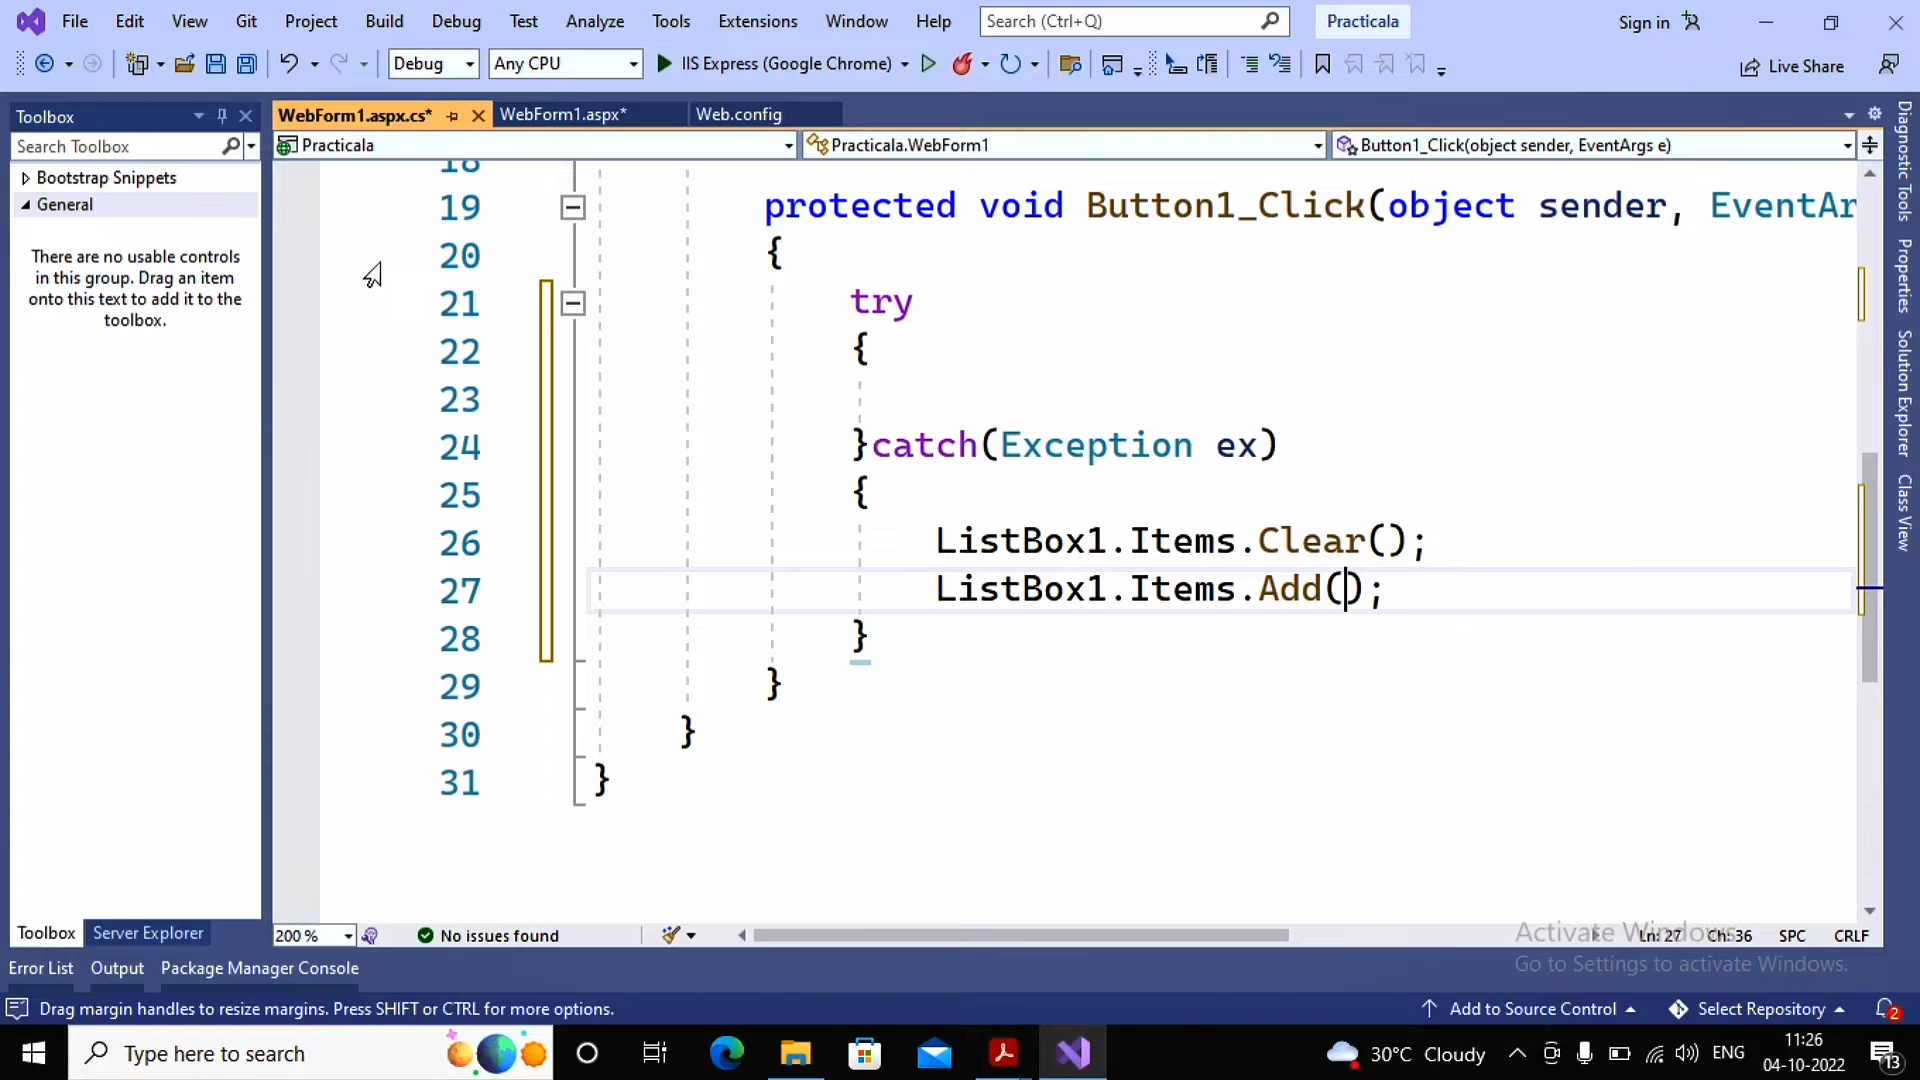 File Edit View Git Project Build Debug Test Analyze Tools Extensions Window Help Search (Ctrl+Q) Practicala Sign in
Debug Any CPU IIS Express (Google Chrome) Live Share
Toolbox WebForm1.aspx.cs* WebForm1.aspx* Web.config
Search Toolbox Practicala Practicala.WebForm1 Button1_Click(object sender, EventArgs e)
Bootstrap Snippets
General
There are no usable controls
in this group. Drag an item
onto this text to add it to the
toolbox.
18
19 protected void Button1_Click(object sender, EventAr
20 {
21 try
22 {
23
24 }catch(Exception ex)
25 {
26 ListBox1.Items.Clear();
27 ListBox1.Items.Add();
28 }
29 }
30 }
31 }
Diagnostic Tools
Properties
Solution Explorer
Class View
Toolbox Server Explorer 200 % No issues found Ln: 27 Ch: 36 SPC CRLF
Activate Windows
Go to Settings to activate Windows.
Error List Output Package Manager Console
Drag margin handles to resize margins. Press SHIFT or CTRL for more options. Add to Source Control Select Repository 2
Type here to search 30°C Cloudy ENG 11:26
04-10-2022 13